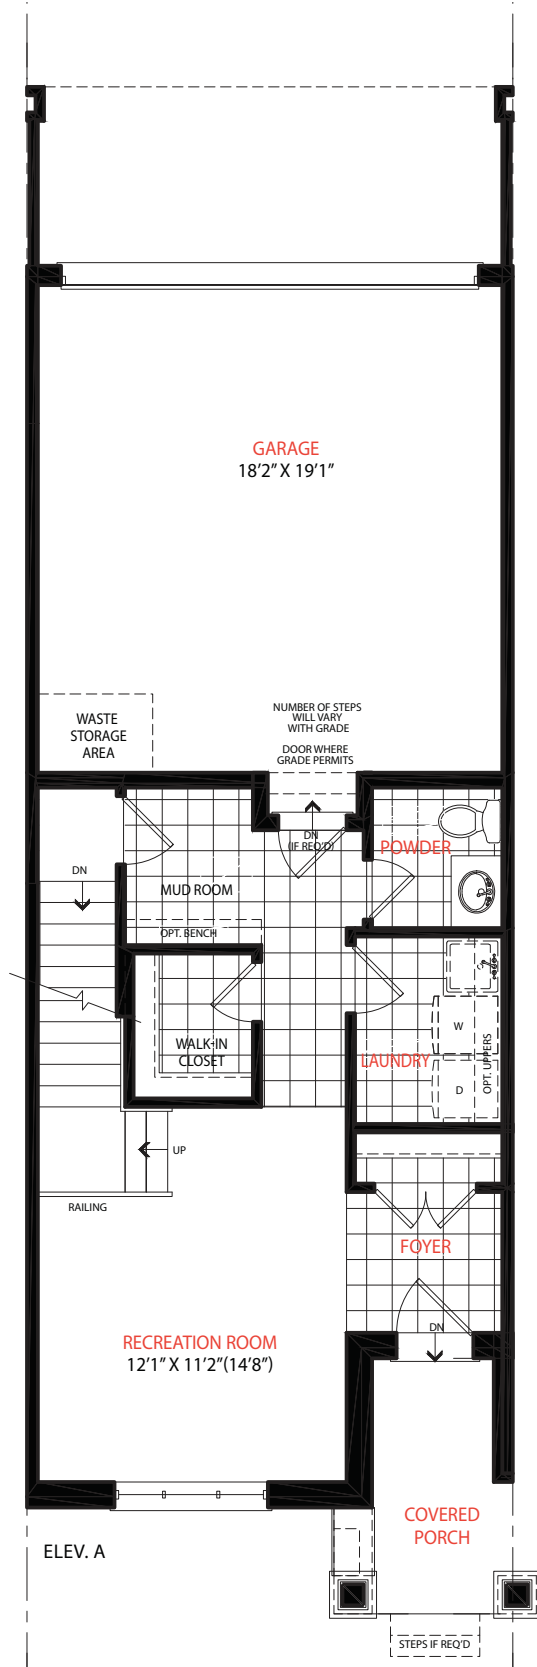 GARAGE
18'2” X 19'1”
WASTE
STORAGE
AREA
NUMBER OF STEPS
WILL VARY
WITH GRADE
DOOR WHERE
GRADE PERMITS
DN
(IF REQ'D)
POWDER
DN
MUD ROOM
OPT. BENCH
WALK-IN
CLOSET
LAUNDRY
W
D
OPT. UPPERS
UP
RAILING
FOYER
DN
RECREATION ROOM
12'1” X 11'2”(14'8”)
COVERED
PORCH
ELEV. A
STEPS IF REQ'D